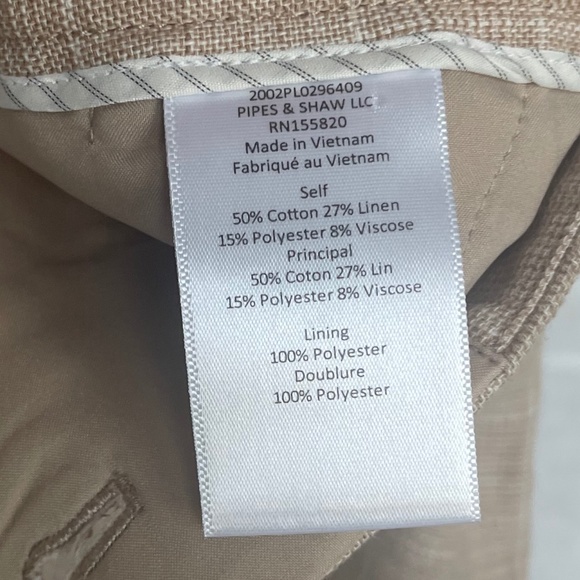 2002PL0296409
PIPES & SHAW LLC
RN155820
Made in Vietnam
Fabriqué au Vietnam
Self
50% Cotton 27% Linen
15% Polyester 8% Viscose
Principal
50% Coton 27% Lin
15% Polyester 8% Viscose
Lining
100% Polyester
Doublure
100% Polyester